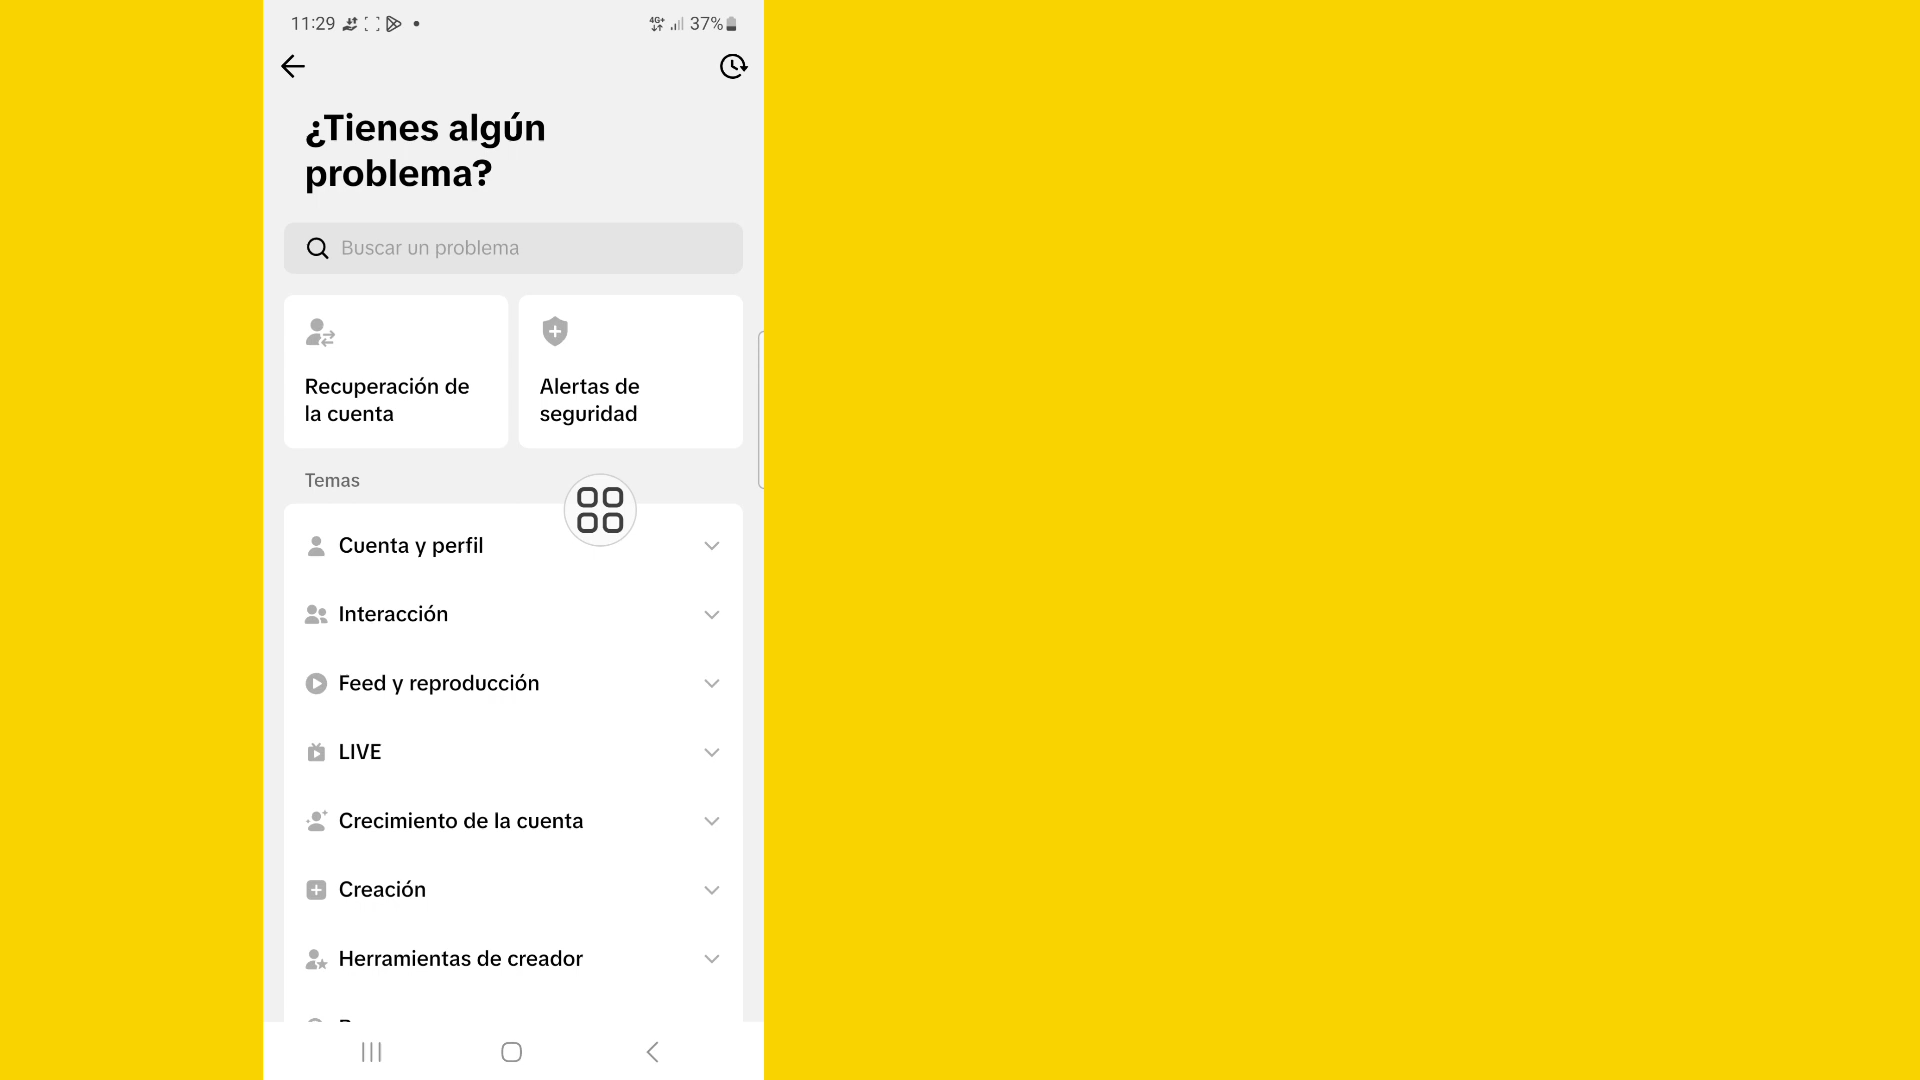 11:29
4G+ 37%
¿Tienes algún
problema?
Buscar un problema
Recuperación de
la cuenta
Alertas de
seguridad
Temas
Cuenta y perfil
Interacción
Feed y reproducción
LIVE
Crecimiento de la cuenta
Creación
Herramientas de creador